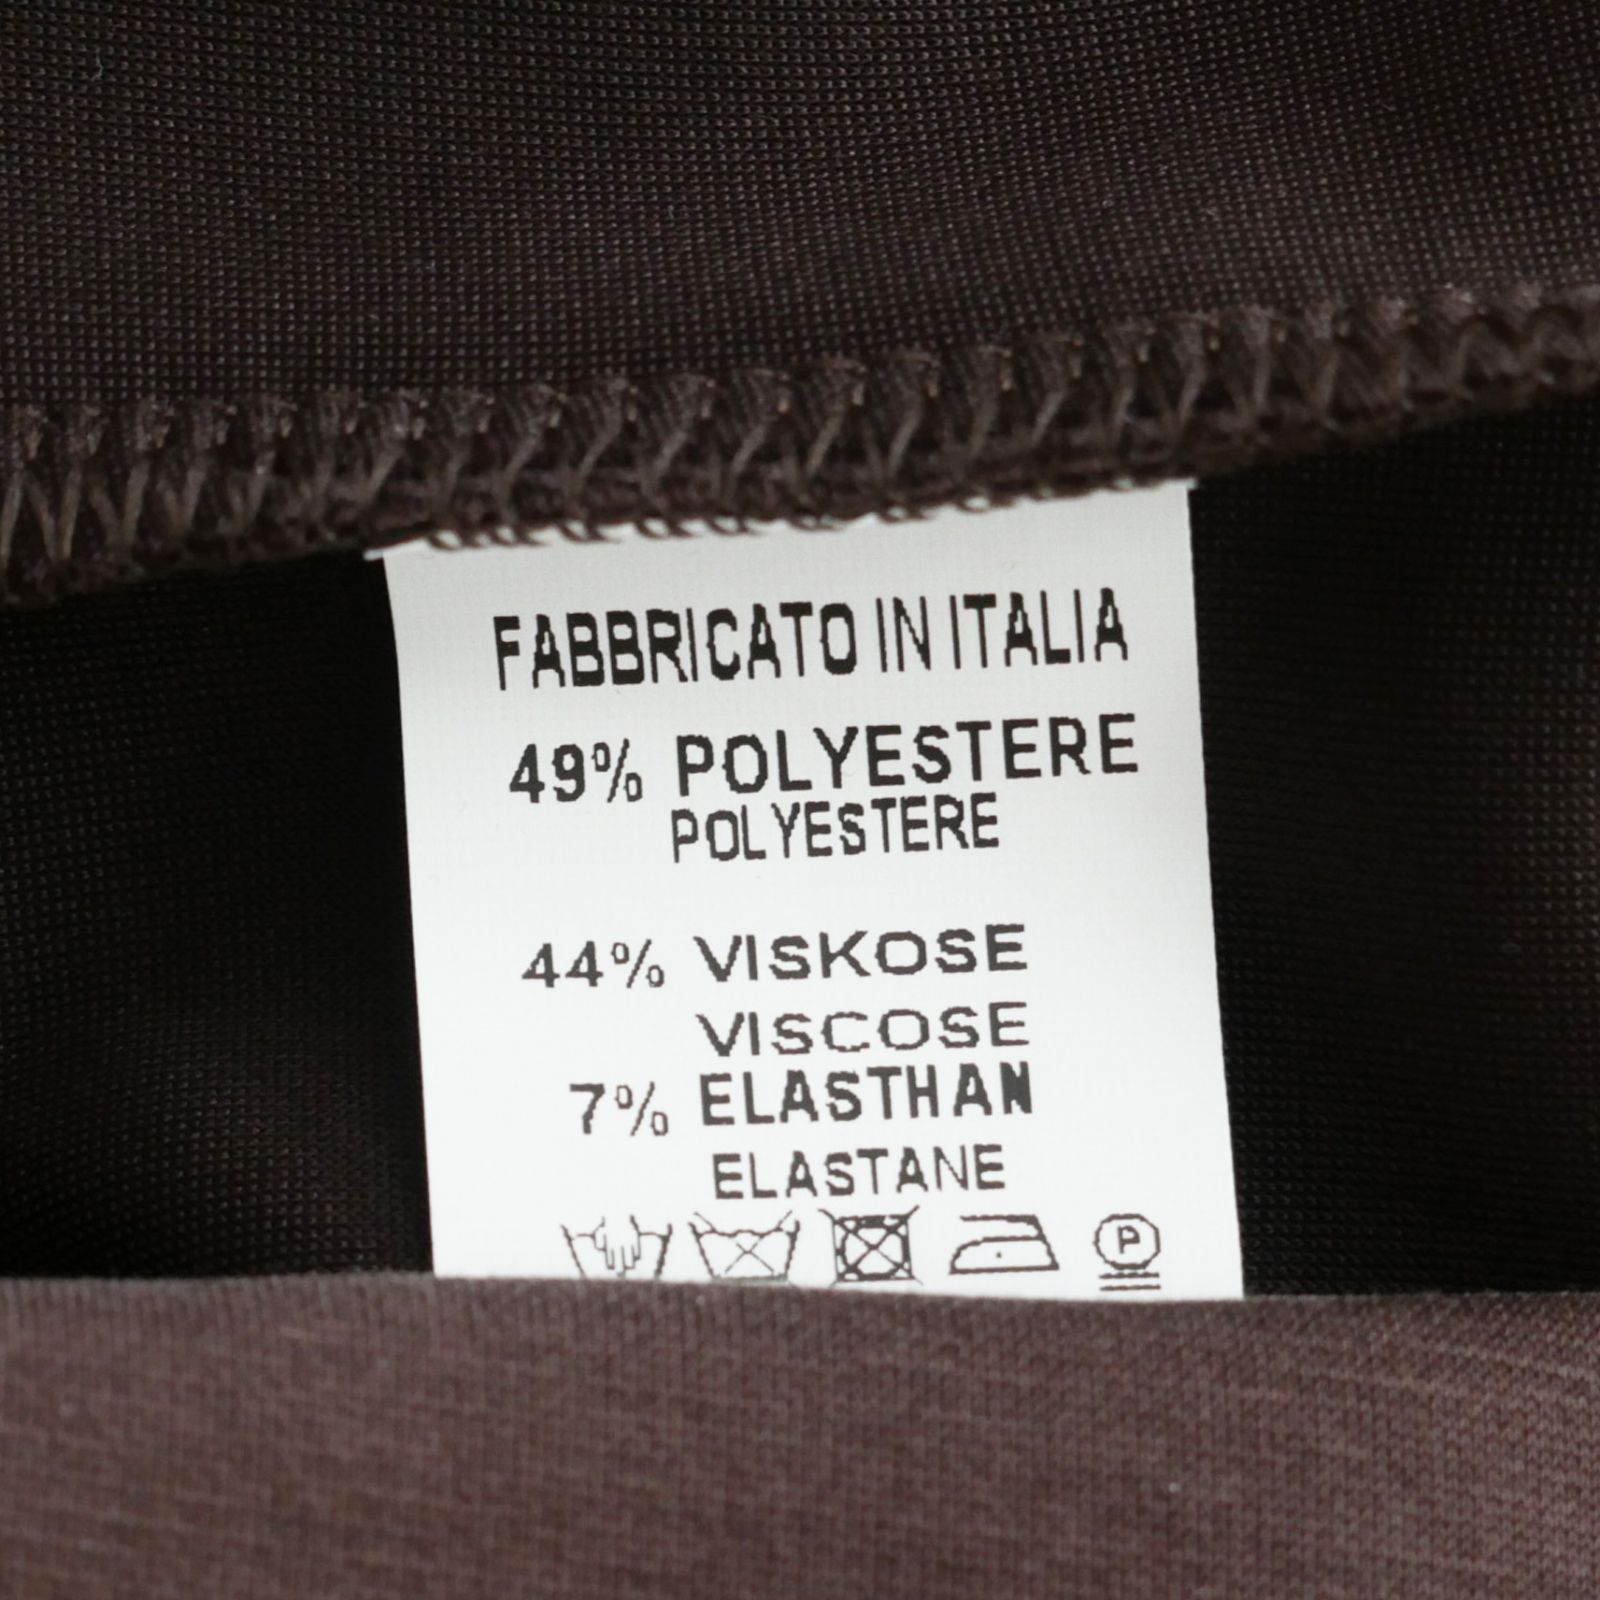 FABBRICATO IN ITALIA
49% POLYESTERE
POLYESTERE
44% VISKOSE
VISCOSE
7% ELASTHAN
ELASTANE
P